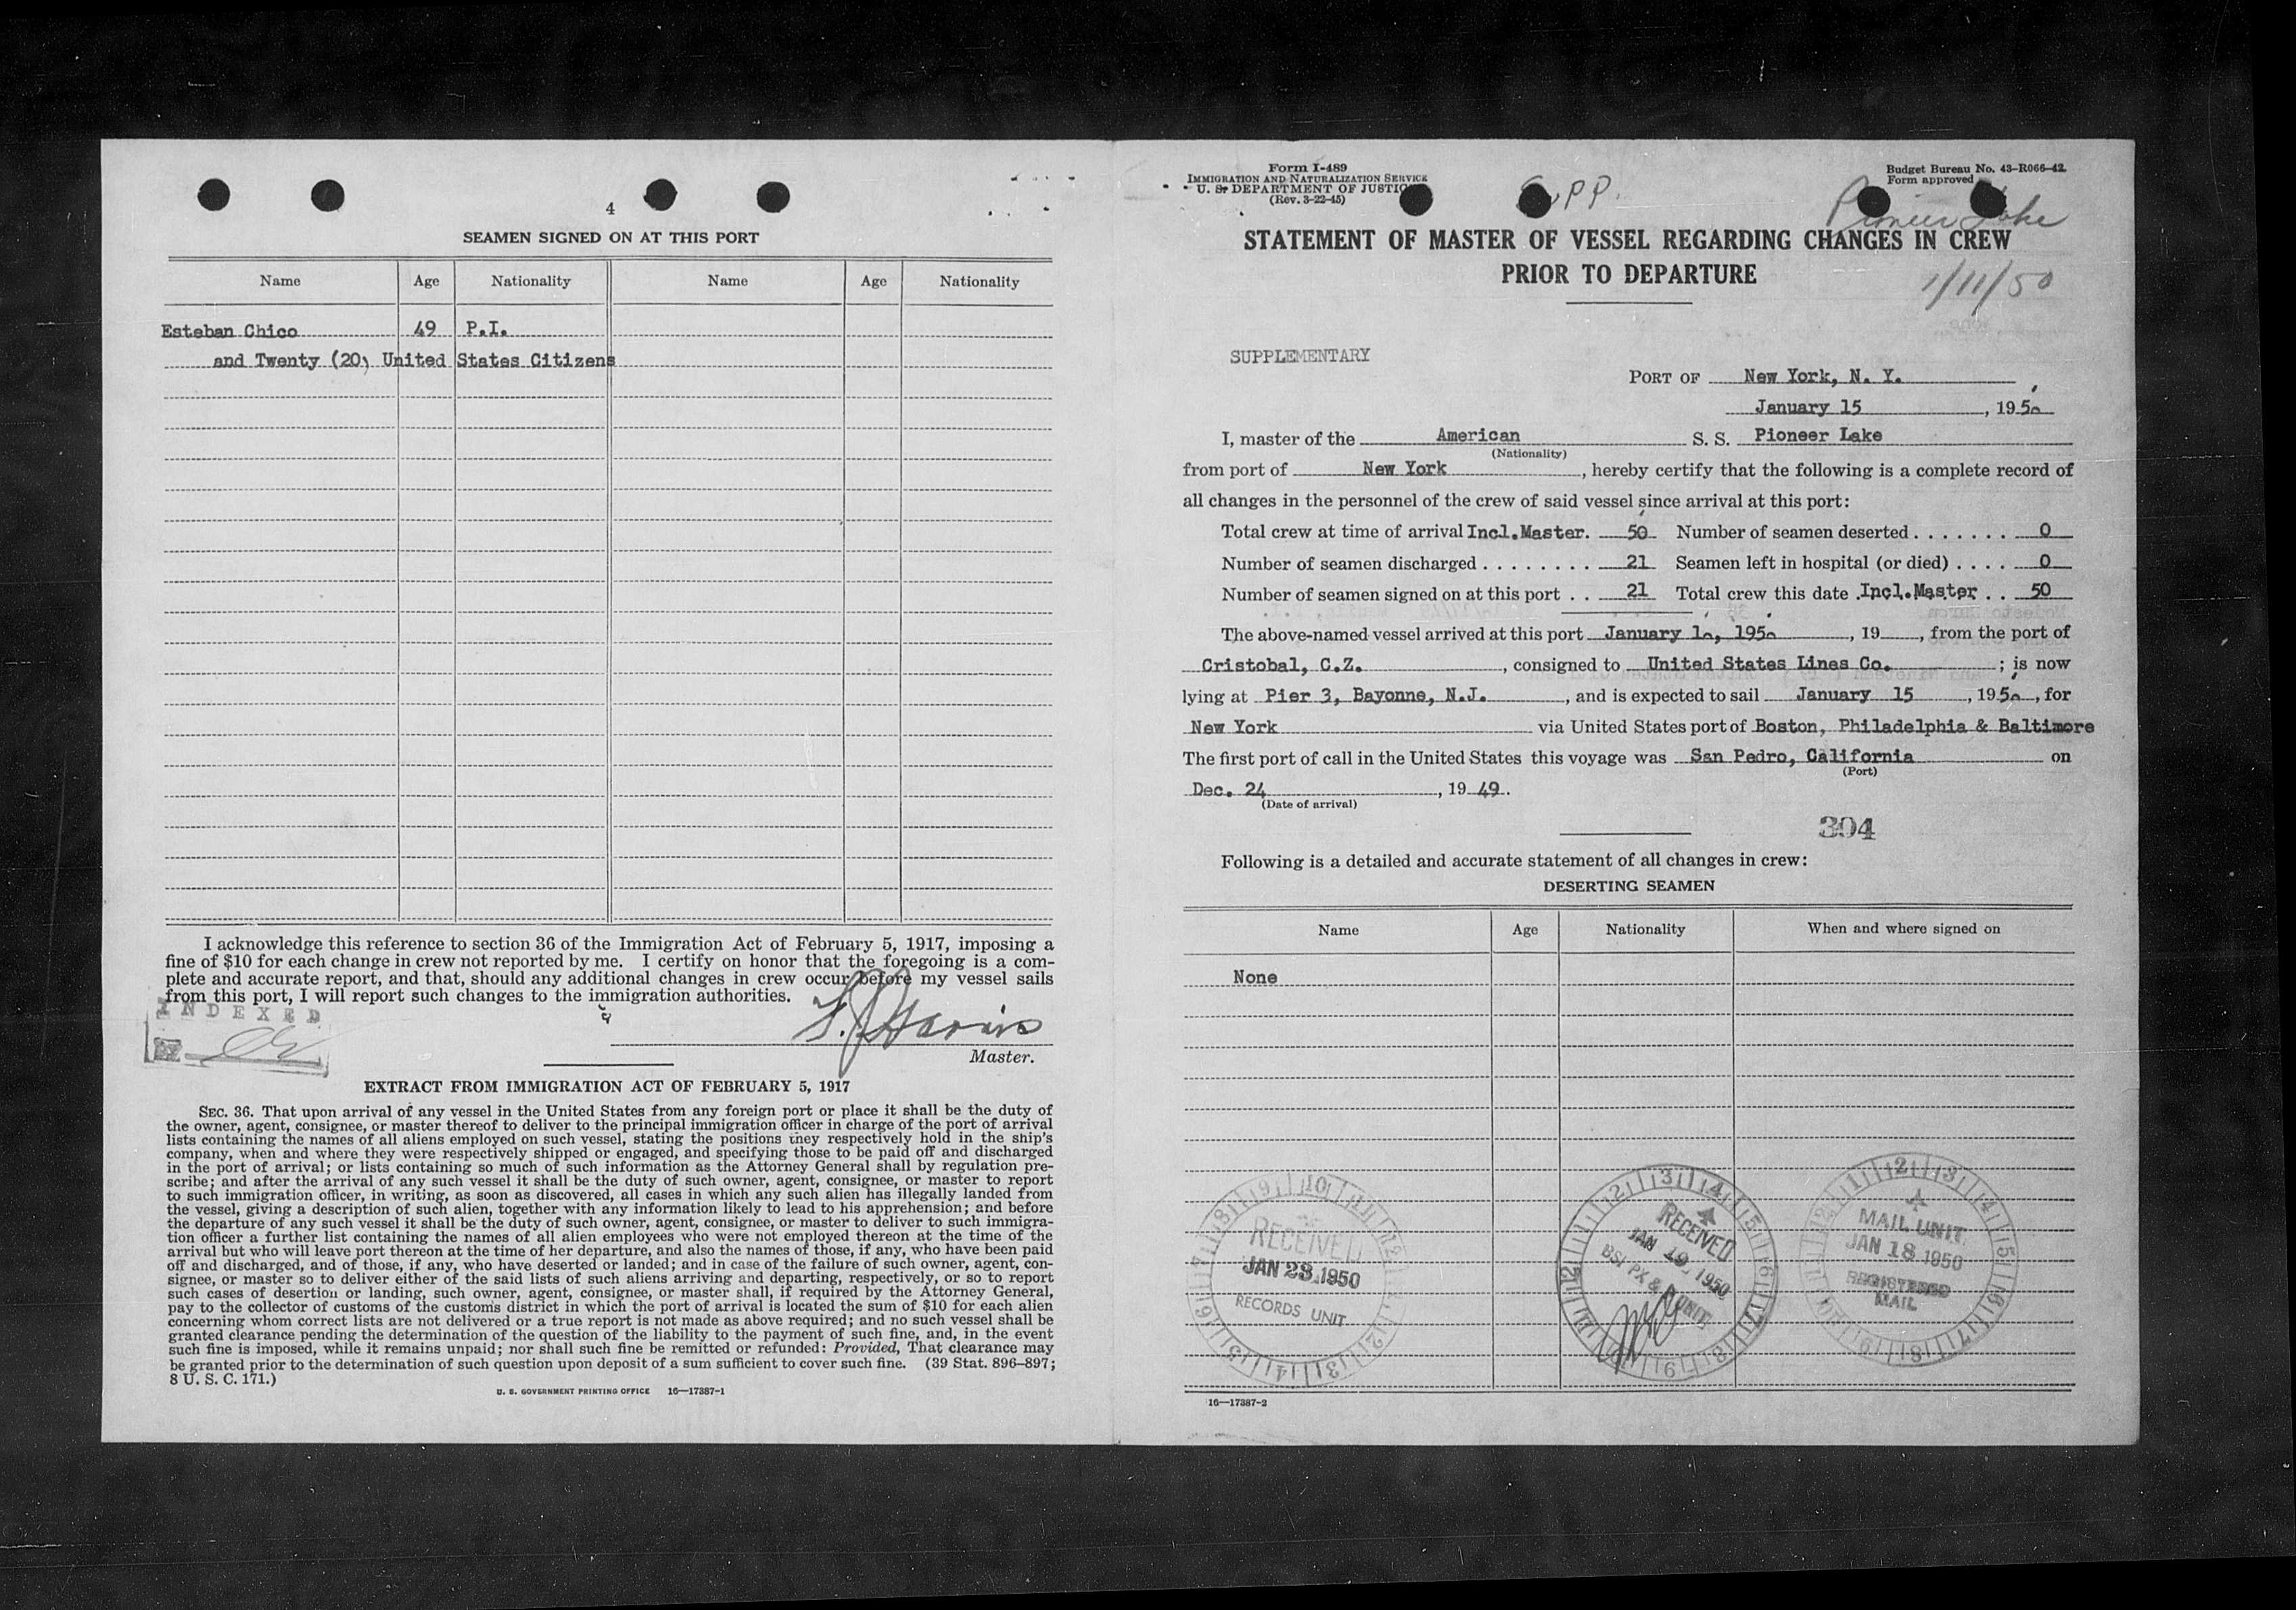 4
SEAMEN SIGNED ON AT THIS PORT
Name Age Nationality Name Age Nationality
Esteban Chico 49 P.I.
and Twenty (20) United States Citizens
I acknowledge this reference to section 36 of the Immigration Act of February 5, 1917, imposing a
fine of $10 for each change in crew not reported by me. I certify on honor that the foregoing is a com-
plete and accurate report, and that, should any additional changes in crew occur before my vessel sails
from this port, I will report such changes to the immigration authorities.
INDEXED
BY
Master.
EXTRACT FROM IMMIGRATION ACT OF FEBRUARY 5, 1917
SEC. 36. That upon arrival of any vessel in the United States from any foreign port or place it shall be the duty of
the owner, agent, consignee, or master thereof to deliver to the principal immigration officer in charge of the port of arrival
lists containing the names of all aliens employed on such vessel, stating the positions they respectively hold in the ship's
company, when and where they were respectively shipped or engaged, and specifying those to be paid off and discharged
in the port of arrival; or lists containing so much of such information as the Attorney General shall by regulation pre-
scribe; and after the arrival of any such vessel it shall be the duty of such owner, agent, consignee, or master to report
to such immigration officer, in writing, as soon as discovered, all cases in which any such alien has illegally landed from
the vessel, giving a description of such alien, together with any information likely to lead to his apprehension; and before
the departure of any such vessel it shall be the duty of such owner, agent, consignee, or master to deliver to such immigra-
tion officer a further list containing the names of all alien employees who were not employed thereon at the time of the
arrival but who will leave port thereon at the time of her departure, and also the names of those, if any, who have been paid
off and discharged, and of those, if any, who have deserted or landed; and in case of the failure of such owner, agent, con-
signee, or master so to deliver either of the said lists of such aliens arriving and departing, respectively, or so to report
such cases of desertion or landing, such owner, agent, consignee, or master shall, if required by the Attorney General,
pay to the collector of customs of the customs district in which the port of arrival is located the sum of $10 for each alien
concerning whom correct lists are not delivered or a true report is not made as above required; and no such vessel shall be
granted clearance pending the determination of the question of the liability to the payment of such fine, and, in the event
such fine is imposed, while it remains unpaid; nor shall such fine be remitted or refunded: Provided, That clearance may
be granted prior to the determination of such question upon deposit of a sum sufficient to cover such fine. (39 Stat. 896–897;
8 U. S. C. 171.)
U. S. GOVERNMENT PRINTING OFFICE 16—17387-1
Form I-489
IMMIGRATION AND NATURALIZATION SERVICE
U. S. DEPARTMENT OF JUSTICE
(Rev. 3-22-45)
Supp.
Budget Bureau No. 43-R066-42.
Form approved
Pioneer Lake
STATEMENT OF MASTER OF VESSEL REGARDING CHANGES IN CREW
PRIOR TO DEPARTURE
1/11/50
SUPPLEMENTARY
PORT OF New York, N. Y.
January 15, 1950
I, master of the American S. S. Pioneer Lake
(Nationality)
from port of New York, hereby certify that the following is a complete record of
all changes in the personnel of the crew of said vessel since arrival at this port:
Total crew at time of arrival Incl.Master. 50 Number of seamen deserted . . . . . . . 0
Number of seamen discharged . . . . . . . . 21 Seamen left in hospital (or died) . . . . 0
Number of seamen signed on at this port . . 21 Total crew this date .Incl.Master . . 50
The above-named vessel arrived at this port January 10, 1950, 19 , from the port of
Cristobal, C.Z., consigned to United States Lines Co. ; is now
lying at Pier 3, Bayonne, N.J., and is expected to sail January 15, 1950, for
New York via United States port of Boston, Philadelphia & Baltimore
The first port of call in the United States this voyage was San Pedro, California on
(Port)
Dec. 24, 19 49.
(Date of arrival)
394
Following is a detailed and accurate statement of all changes in crew:
DESERTING SEAMEN
Name Age Nationality When and where signed on
None
RECEIVED
JAN 23 1950
RECORDS UNIT
RECEIVED
JAN 19 1950
BSI PX & UNIT
MAIL UNIT
JAN 18 1950
REGISTERED
MAIL
16—17387-2